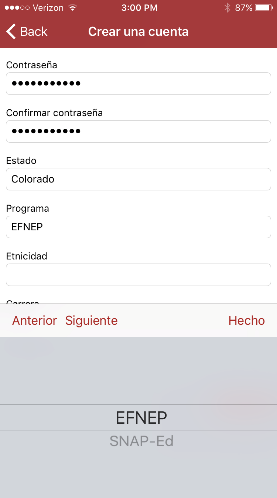 Verizon 3:00 PM 87%
Back Crear una cuenta
Contraseña
•••••••••••
Confirmar contraseña
•••••••••••
Estado
Colorado
Programa
EFNEP
Etnicidad
Carrera
Anterior Siguiente Hecho
EFNEP
SNAP-Ed